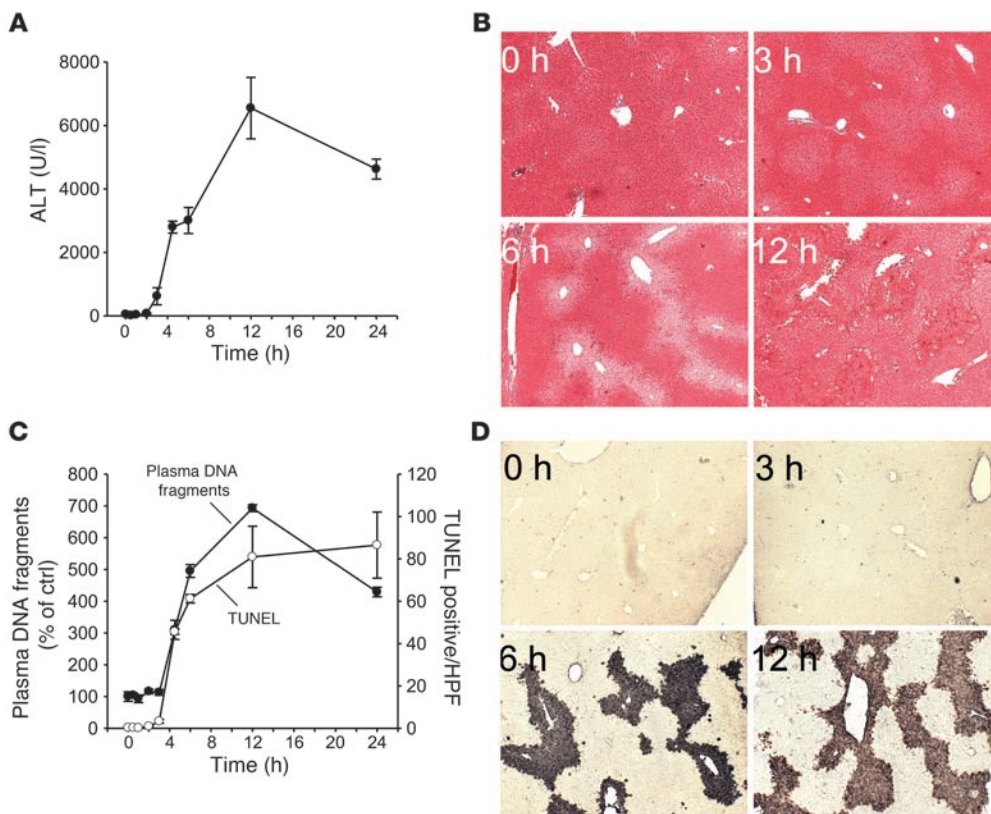 A
8000
6000
4000
2000
0
ALT (U/l)
0 4 8 12 16 20 24
Time (h)
B
0 h
3 h
6 h
12 h
C
800
700
600
500
400
300
200
100
0
Plasma DNA fragments
(% of ctrl)
Plasma DNA
fragments
TUNEL
120
100
80
60
40
20
0
TUNEL positive/HPF
0 4 8 12 16 20 24
Time (h)
D
0 h
3 h
6 h
12 h